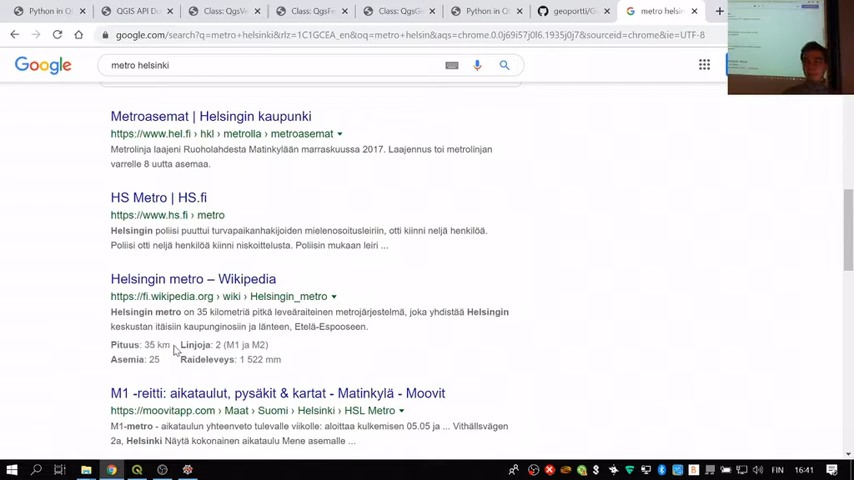 Python in Q
QGIS API Do
Class: QgsVe
Class: QgsFe
Class: QgsGe
Python in Q
geoportti/G
metro helsin
google.com/search?q=metro+helsinki&rlz=1C1GCEA_en&oq=metro+helsin&aqs=chrome.0.0j69i57j0l6.1935j0j7&sourceid=chrome&ie=UTF-8
Google
metro helsinki
Metroasemat | Helsingin kaupunki
https://www.hel.fi › hkl › metrolla › metroasemat
Metrolinja laajeni Ruoholahdesta Matinkylään marraskuussa 2017. Laajennus toi metrolinjan
varrelle 8 uutta asemaa.
HS Metro | HS.fi
https://www.hs.fi › metro
Helsingin poliisi puuttui turvapaikanhakijoiden mielenosoitusleiriin, otti kiinni neljä henkilöä.
Poliisi otti neljä henkilöä kiinni niskoittelusta. Poliisin mukaan leiri ...
Helsingin metro – Wikipedia
https://fi.wikipedia.org › wiki › Helsingin_metro
Helsingin metro on 35 kilometriä pitkä leveäraiteinen metrojärjestelmä, joka yhdistää Helsingin
keskustan itäisiin kaupunginosiin ja länteen, Etelä-Espooseen.
Pituus: 35 km Linjoja: 2 (M1 ja M2)
Asemia: 25 Raideleveys: 1 522 mm
M1 -reitti: aikataulut, pysäkit & kartat - Matinkylä - Moovit
https://moovitapp.com › Maat › Suomi › Helsinki › HSL Metro
M1-metro - aikataulun yhteenveto tulevalle viikolle: aloittaa kulkemisen 05.05 ja ... Vithällsvägen
2a, Helsinki Näytä kokonainen aikataulu Mene asemalle ...
FIN
16:41